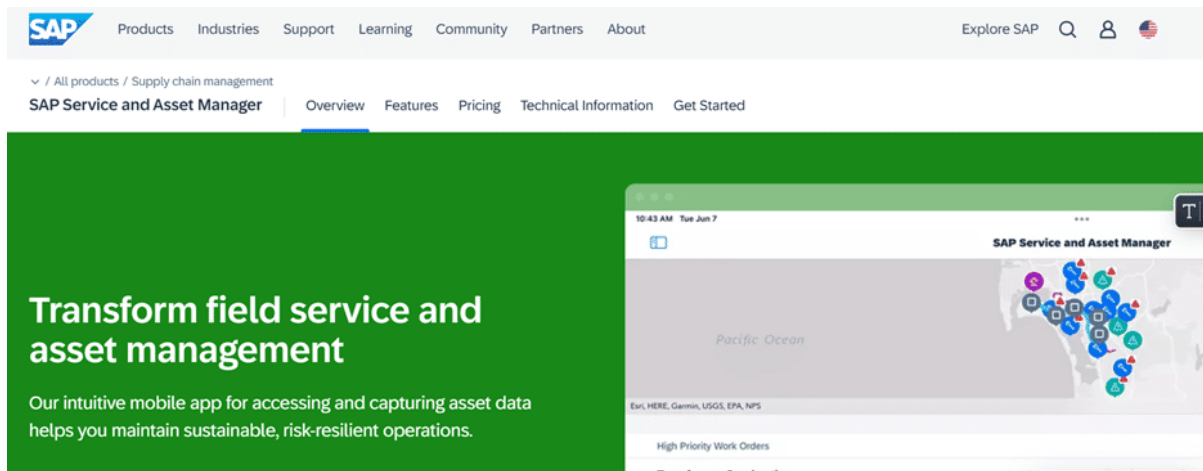 SAP Products Industries Support Learning Community Partners About Explore SAP
/ All products / Supply chain management
SAP Service and Asset Manager Overview Features Pricing Technical Information Get Started
10:43 AM Tue Jun 7
SAP Service and Asset Manager
Transform field service and
asset management
Pacific Ocean
Our intuitive mobile app for accessing and capturing asset data
helps you maintain sustainable, risk-resilient operations.
Esri, HERE, Garmin, USGS, EPA, NPS
High Priority Work Orders
T